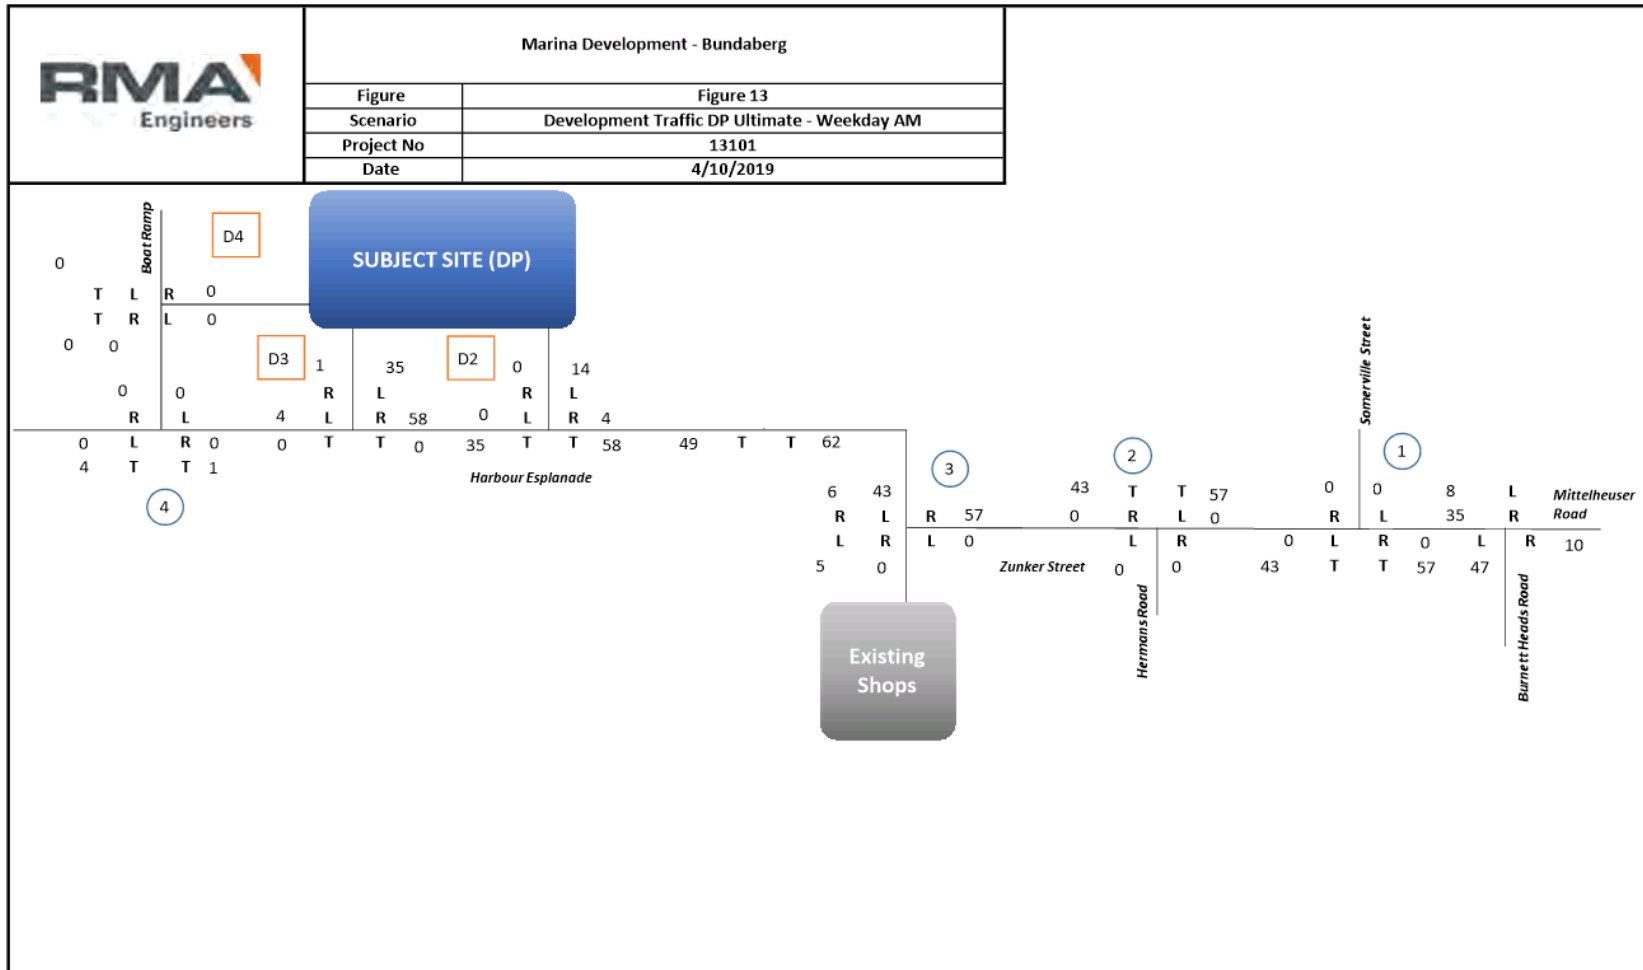 RMA
Engineers
Marina Development - Bundaberg
Figure Figure 13
Scenario Development Traffic DP Ultimate - Weekday AM
Project No 13101
Date 4/10/2019
Boat Ramp
D4
SUBJECT SITE (DP)
0
T L R 0
T R L 0
0 0
D3
D2
1 35 0 14
0 0 R L R L
R L 4 L R 58 0 L R 4
0 L R 0 0 T T 0 35 T T 58 49 T T 62
4 T T 1
Harbour Esplanade
4
3
2
1
Somerville Street
6 43 43 T T 57 0 0 8 L Mittelheuser
R L R 57 0 R L 0 R L 35 R Road
L R L 0 L R 0 L R 0 L R 10
5 0 Zunker Street 0 0 43 T T 57 47
Hermans Road
Burnett Heads Road
Existing
Shops